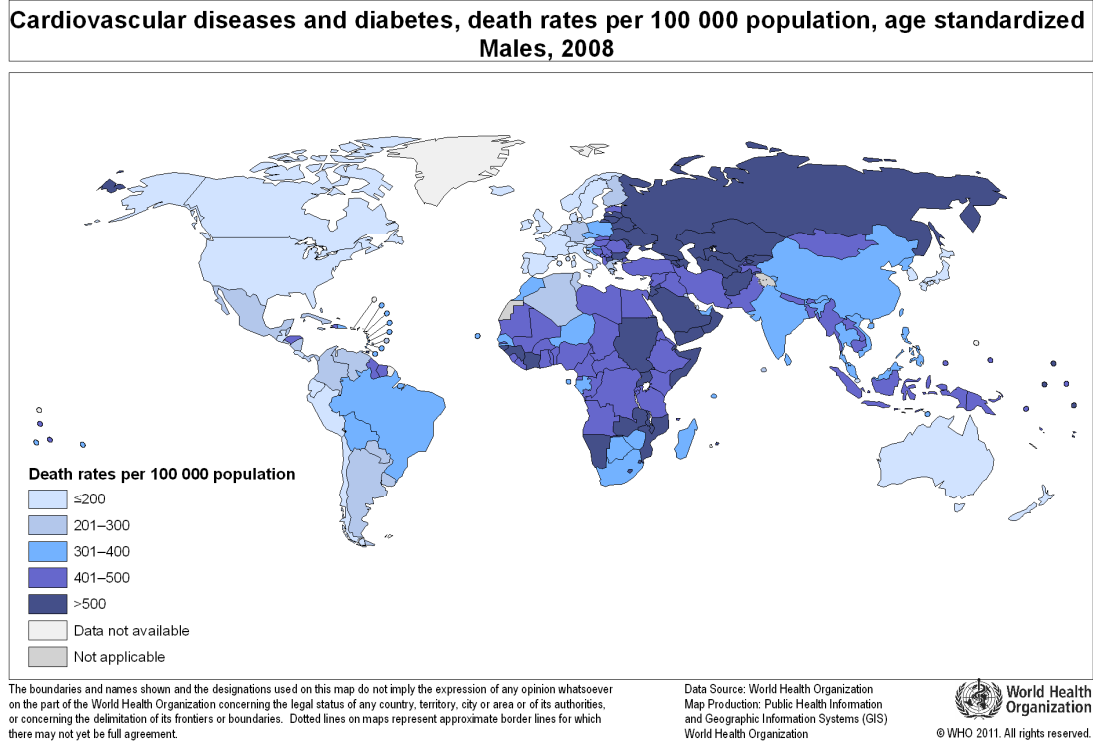 Cardiovascular diseases and diabetes, death rates per 100 000 population, age standardized
Males, 2008
Death rates per 100 000 population
≤200
201–300
301–400
401–500
>500
Data not available
Not applicable
The boundaries and names shown and the designations used on this map do not imply the expression of any opinion whatsoever
on the part of the World Health Organization concerning the legal status of any country, territory, city or area or of its authorities,
or concerning the delimitation of its frontiers or boundaries. Dotted lines on maps represent approximate border lines for which
there may not yet be full agreement.
Data Source: World Health Organization
Map Production: Public Health Information
and Geographic Information Systems (GIS)
World Health Organization
World Health
Organization
© WHO 2011. All rights reserved.